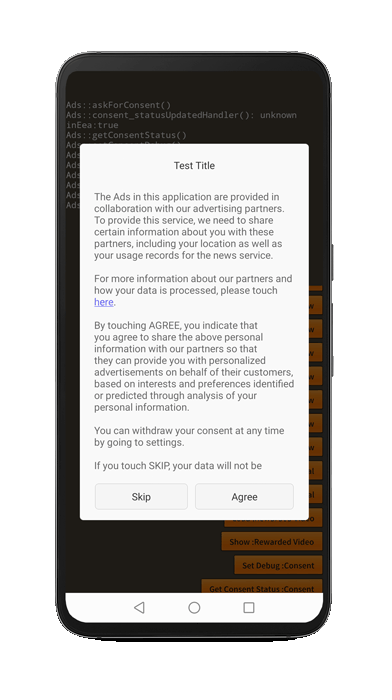 Ads::askForConsent()
Ads::consent_statusUpdatedHandler(): unknown
inEea:true
Ads::getConsentStatus()
Ads
Ads
Ads
Ads
Ads
Ads
Test Title
The Ads in this application are provided in
collaboration with our advertising partners.
To provide this service, we need to share
certain information about you with these
partners, including your location as well as
your usage records for the news service.
For more information about our partners and
how your data is processed, please touch
here.
By touching AGREE, you indicate that
you agree to share the above personal
information with our partners so that
they can provide you with personalized
advertisements on behalf of their customers,
based on interests and preferences identified
or predicted through analysis of your
personal information.
You can withdraw your consent at any time
by going to settings.
If you touch SKIP, your data will not be
Skip
Agree
Show :Rewarded Video
Set Debug :Consent
Get Consent Status :Consent